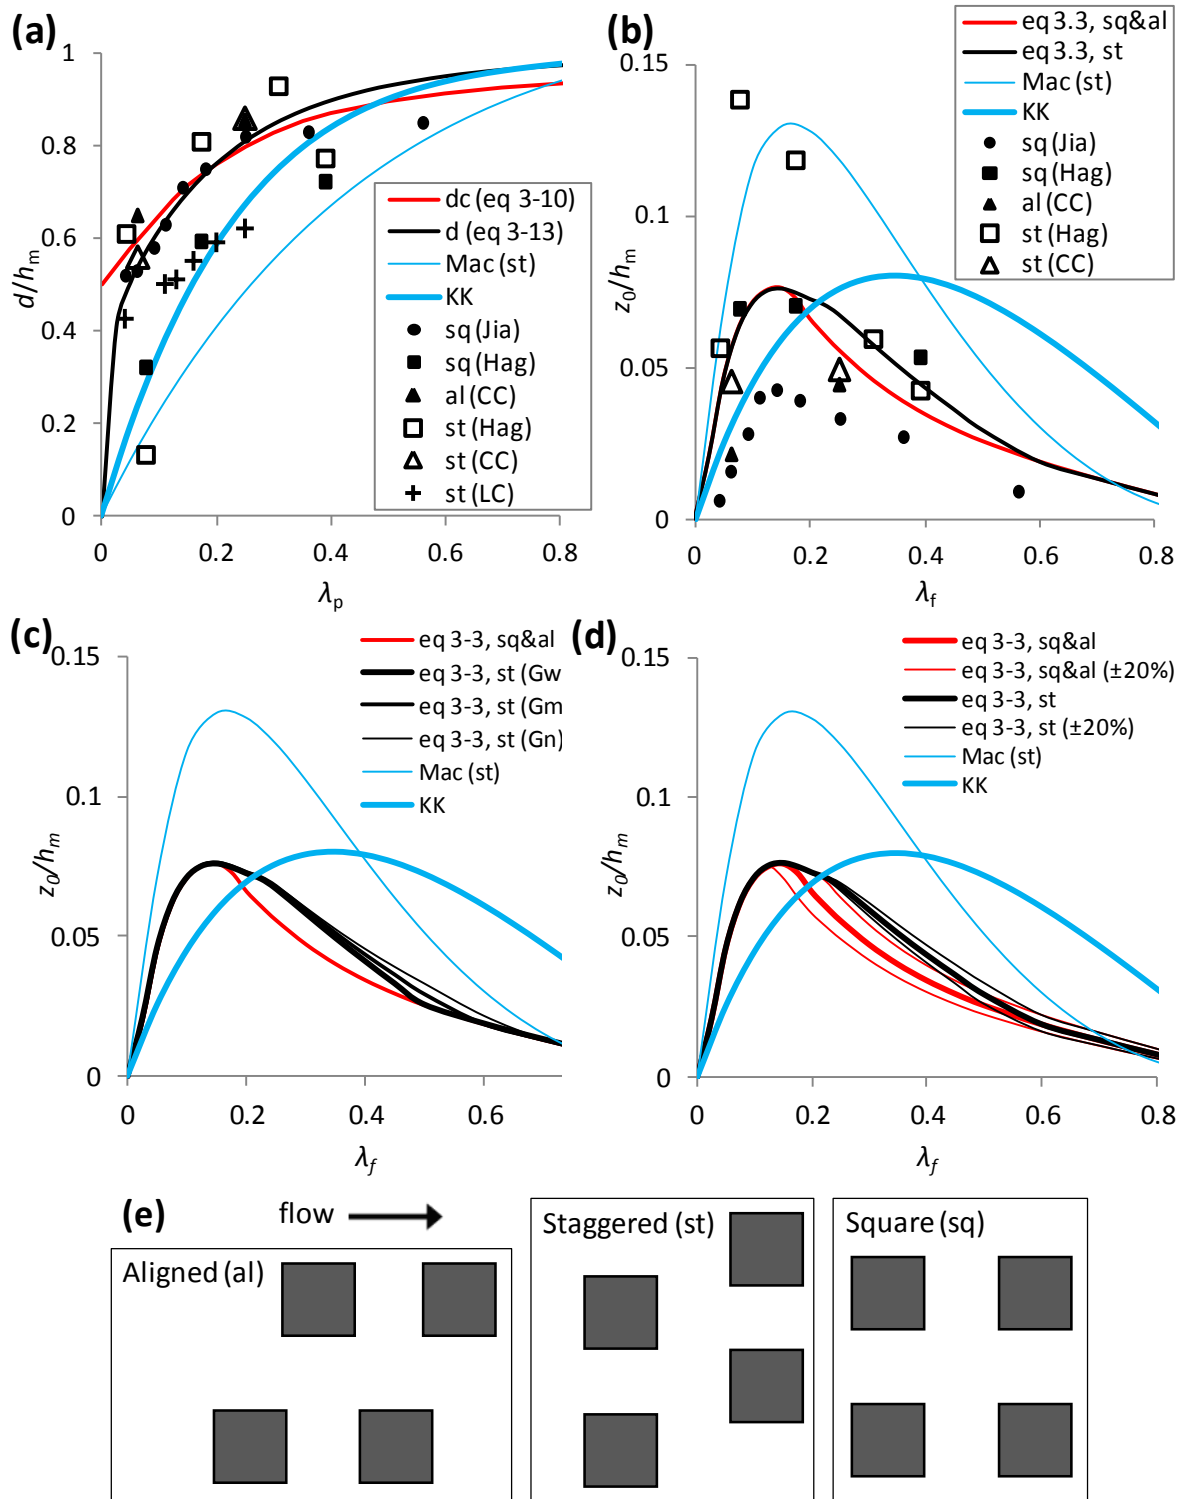 (a)
d/hm
1
0.8
0.6
0.4
0.2
0
0
0.2
0.4
0.6
0.8
λp
dc (eq 3-10)
d (eq 3-13)
Mac (st)
KK
sq (Jia)
sq (Hag)
al (CC)
st (Hag)
st (CC)
st (LC)
(b)
z0/hm
0.15
0.1
0.05
0
0
0.2
0.4
0.6
0.8
λf
eq 3.3, sq&al
eq 3.3, st
Mac (st)
KK
sq (Jia)
sq (Hag)
al (CC)
st (Hag)
st (CC)
(c)
z0/hm
0.15
0.1
0.05
0
0
0.2
0.4
0.6
λf
eq 3-3, sq&al
eq 3-3, st (Gw
eq 3-3, st (Gm
eq 3-3, st (Gn)
Mac (st)
KK
(d)
z0/hm
0.15
0.1
0.05
0
0
0.2
0.4
0.6
0.8
λf
eq 3-3, sq&al
eq 3-3, sq&al (±20%)
eq 3-3, st
eq 3-3, st (±20%)
Mac (st)
KK
(e)
flow
Aligned (al)
Staggered (st)
Square (sq)